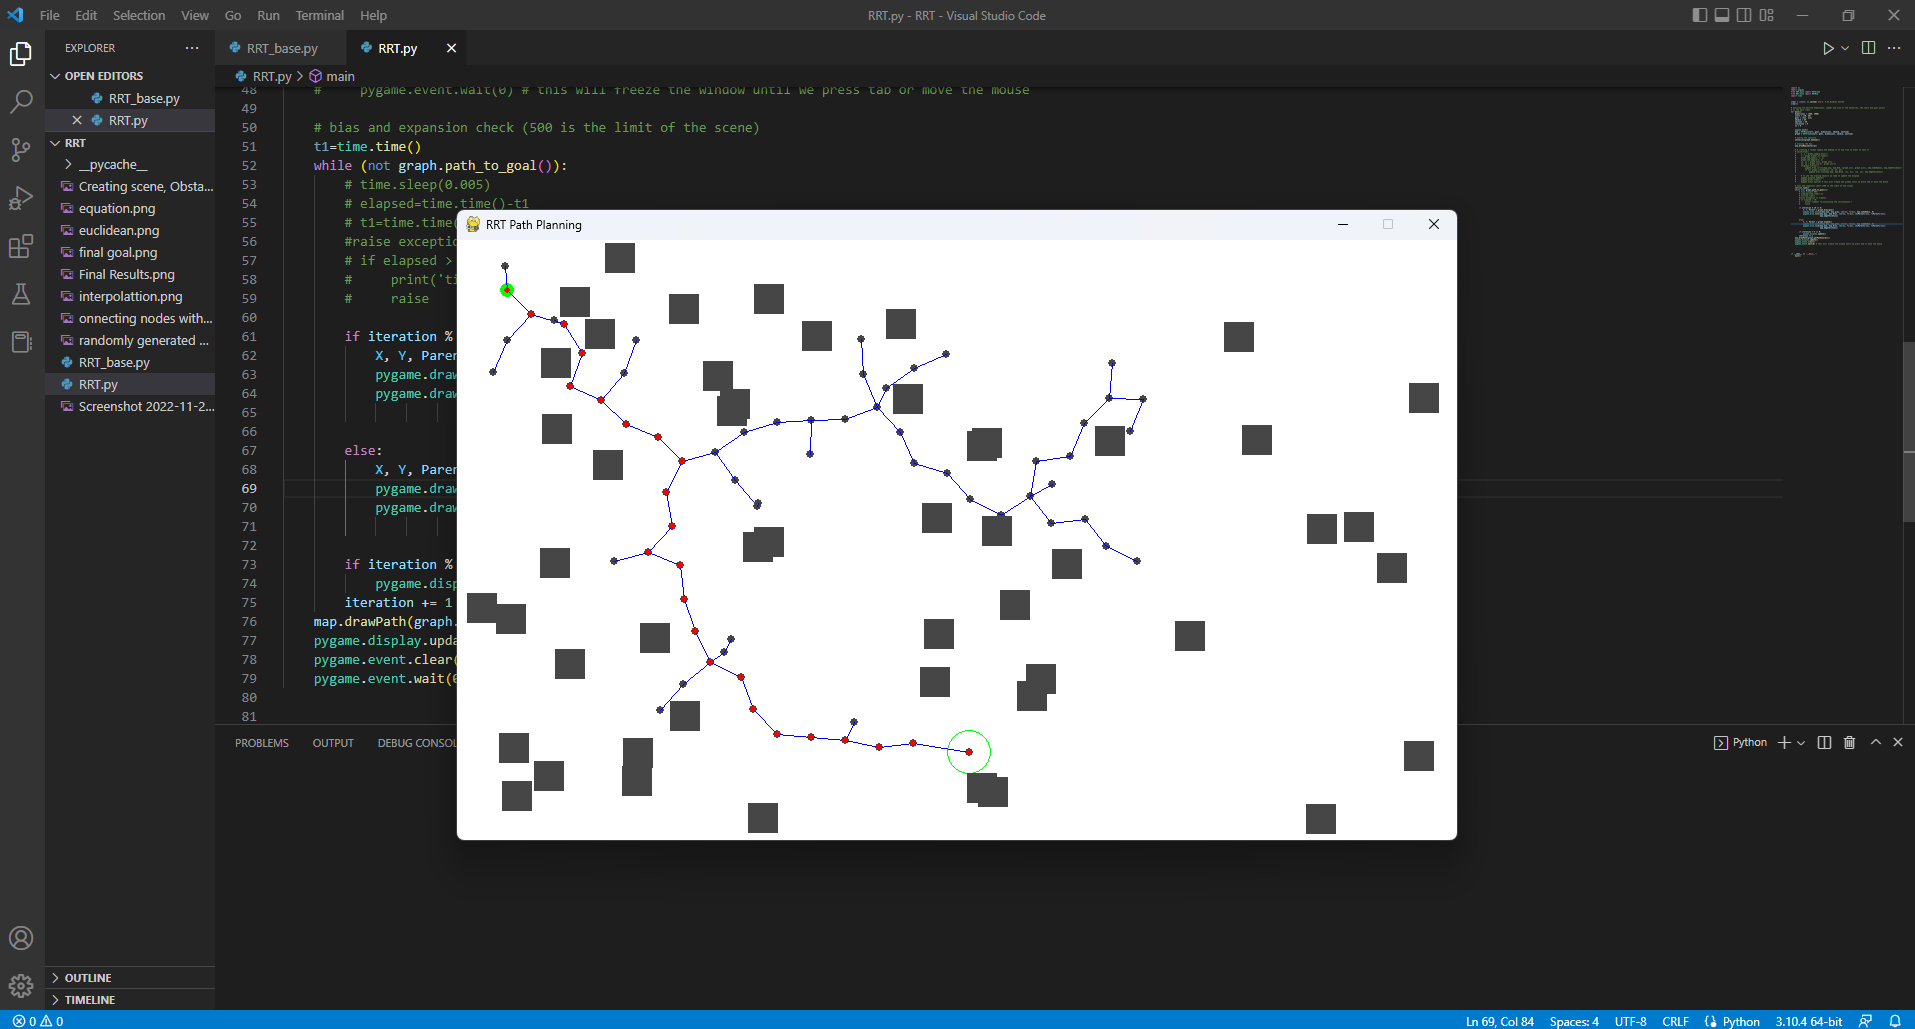 File Edit Selection View Go Run Terminal Help
RRT.py - RRT - Visual Studio Code
EXPLORER
OPEN EDITORS
RRT_base.py
RRT.py
RRT
__pycache__
Creating scene, Obsta...
equation.png
euclidean.png
final goal.png
Final Results.png
interpolattion.png
onnecting nodes with...
randomly generated ...
RRT_base.py
RRT.py
Screenshot 2022-11-2...
OUTLINE
TIMELINE
RRT_base.py
RRT.py
RRT.py > main
48 # pygame.event.wait(0) # this will freeze the window until we press tab or move the mouse
49
50 # bias and expansion check (500 is the limit of the scene)
51 t1=time.time()
52 while (not graph.path_to_goal()):
53 # time.sleep(0.005)
54 # elapsed=time.time()-t1
55 # t1=time.time(
56 #raise exceptio
57 # if elapsed >
58 # print('ti
59 # raise
60
61 if iteration %
62 X, Y, Paren
63 pygame.draw
64 pygame.draw
65
66
67 else:
68 X, Y, Paren
69 pygame.draw
70 pygame.draw
71
72
73 if iteration %
74 pygame.disp
75 iteration += 1
76 map.drawPath(graph.
77 pygame.display.upda
78 pygame.event.clear(
79 pygame.event.wait(0
80
81
RRT Path Planning
PROBLEMS OUTPUT DEBUG CONSOL
Python
0 0
Ln 69, Col 84 Spaces: 4 UTF-8 CRLF Python 3.10.4 64-bit